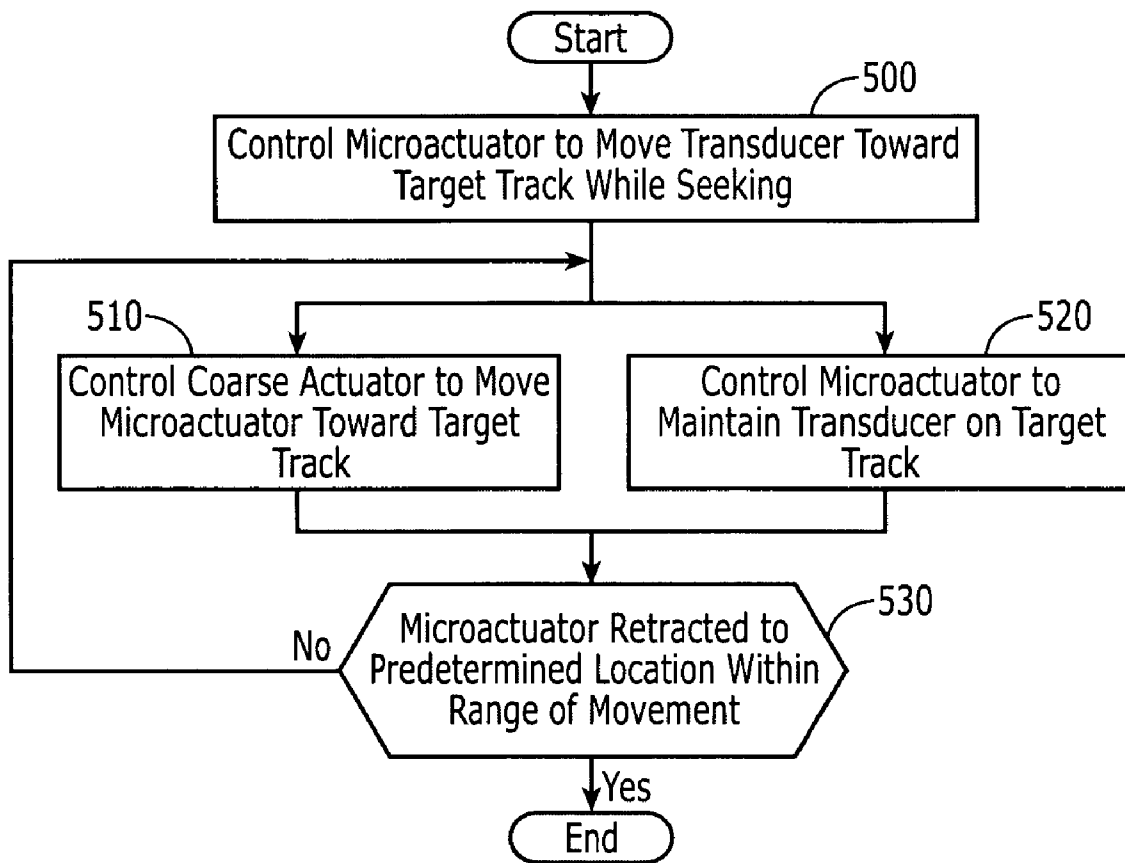 Start
500
Control Microactuator to Move Transducer Toward
Target Track While Seeking
510
Control Coarse Actuator to Move
Microactuator Toward Target
Track
520
Control Microactuator to
Maintain Transducer on Target
Track
530
Microactuator Retracted to
Predetermined Location Within
Range of Movement
No
Yes
End